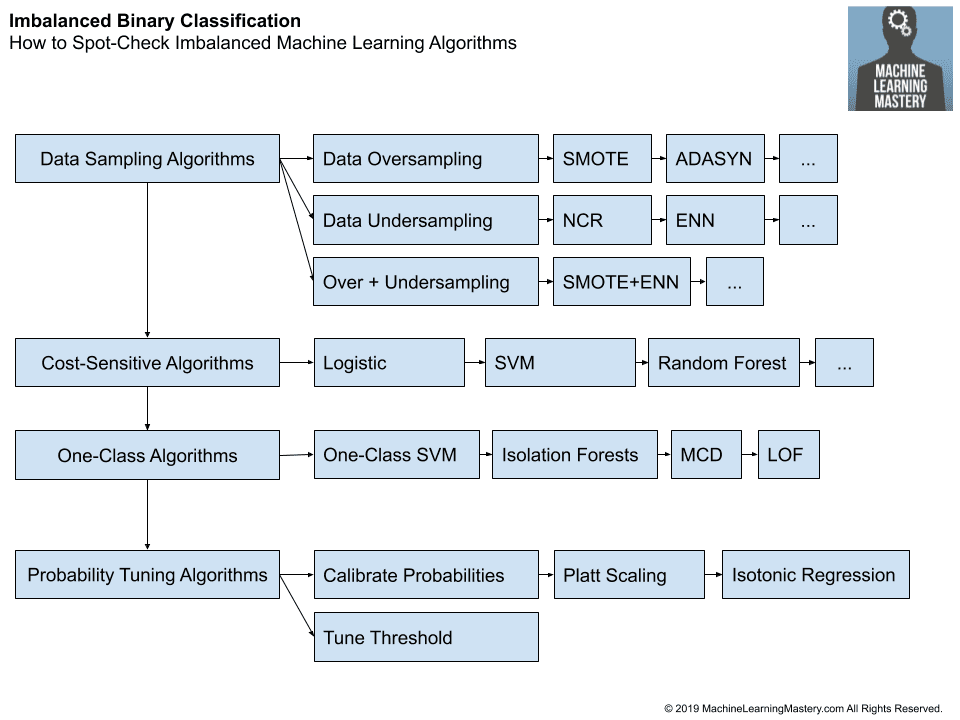 Imbalanced Binary Classification
How to Spot-Check Imbalanced Machine Learning Algorithms
MACHINE
LEARNING
MASTERY
Data Sampling Algorithms
Data Oversampling
SMOTE
ADASYN
...
Data Undersampling
NCR
ENN
...
Over + Undersampling
SMOTE+ENN
...
Cost-Sensitive Algorithms
Logistic
SVM
Random Forest
...
One-Class Algorithms
One-Class SVM
Isolation Forests
MCD
LOF
Probability Tuning Algorithms
Calibrate Probabilities
Platt Scaling
Isotonic Regression
Tune Threshold
© 2019 MachineLearningMastery.com All Rights Reserved.